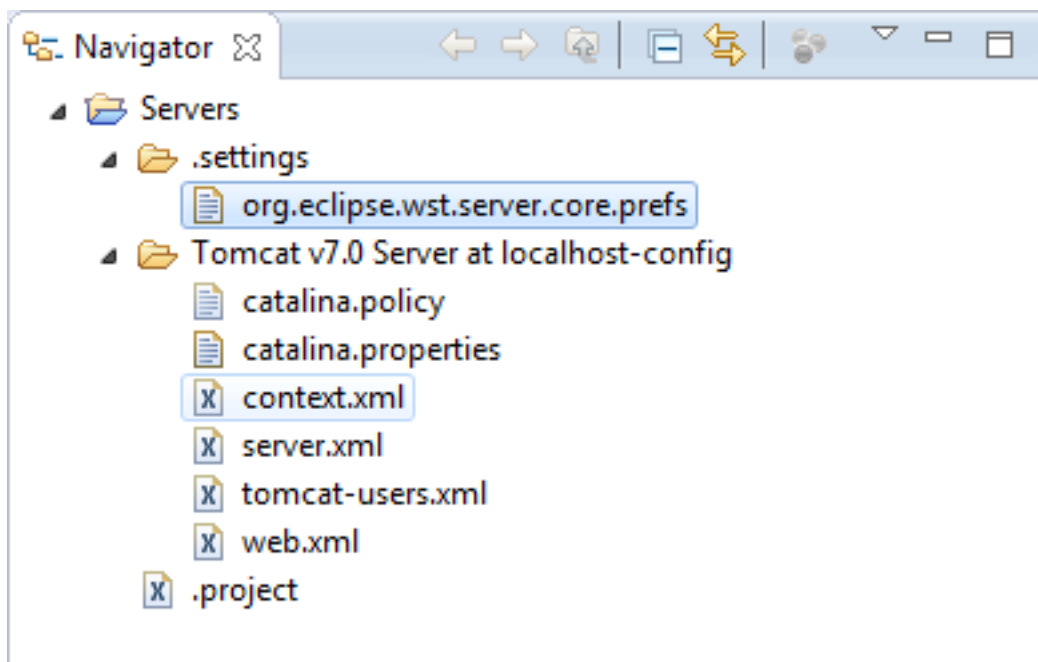 Navigator
Servers
.settings
org.eclipse.wst.server.core.prefs
Tomcat v7.0 Server at localhost-config
catalina.policy
catalina.properties
context.xml
server.xml
tomcat-users.xml
web.xml
.project